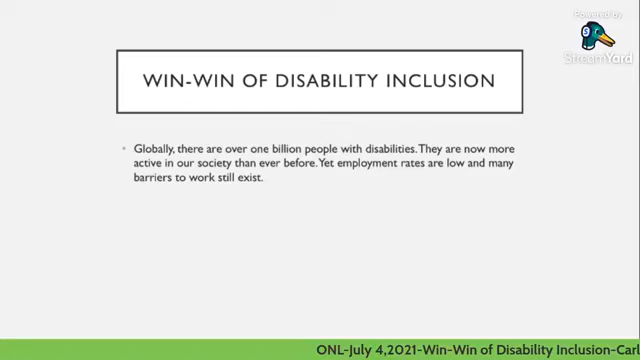 Powered by
StreamYard
WIN-WIN OF DISABILITY INCLUSION
• Globally, there are over one billion people with disabilities. They are now more
active in our society than ever before. Yet employment rates are low and many
barriers to work still exist.
ONL-July 4,2021-Win-Win of Disability Inclusion-Carl